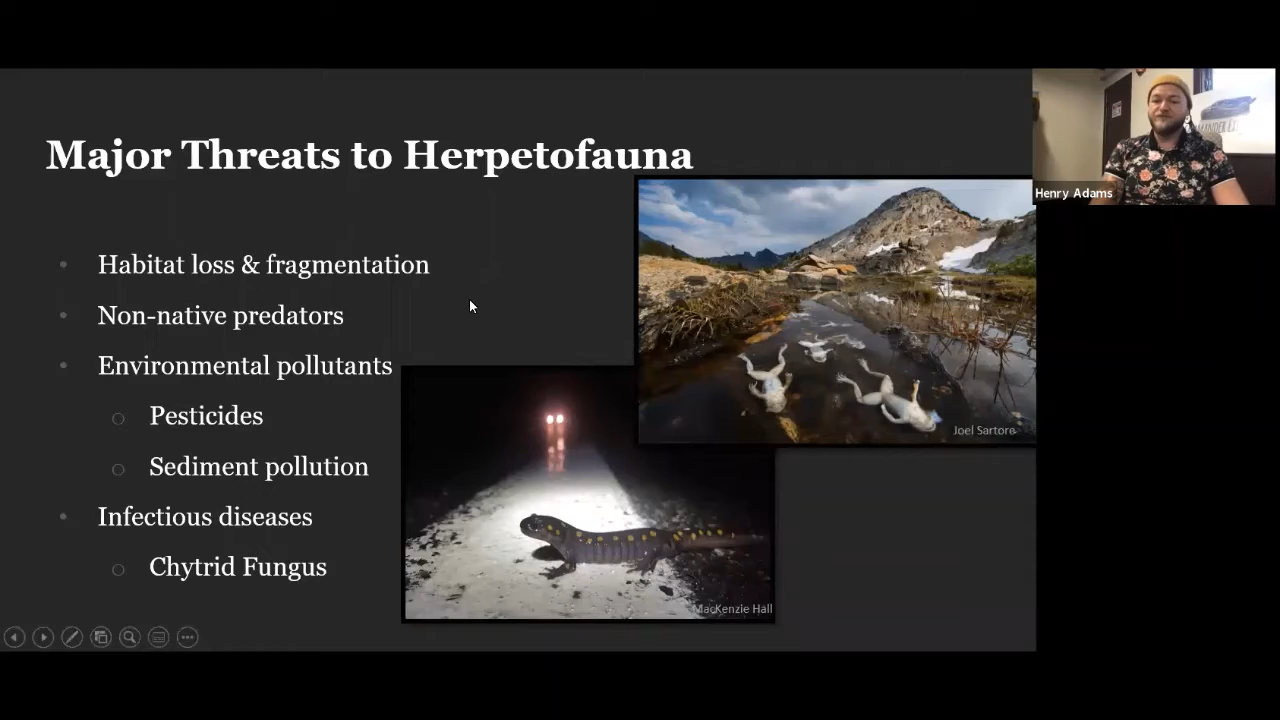 Major Threats to Herpetofauna
Habitat loss & fragmentation
Non-native predators
Environmental pollutants
Pesticides
Sediment pollution
Infectious diseases
Chytrid Fungus
Joel Sartore
MacKenzie Hall
Henry Adams